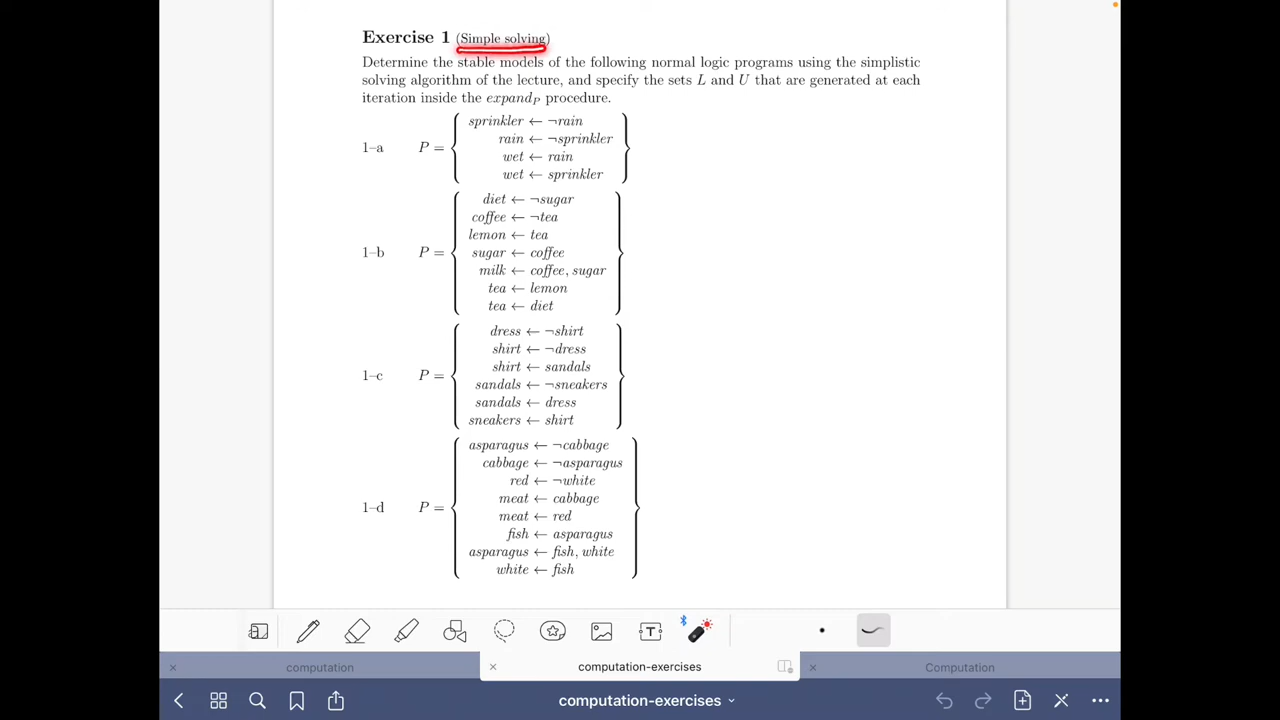 Exercise 1 (Simple solving)
Determine the stable models of the following normal logic programs using the simplistic
solving algorithm of the lecture, and specify the sets L and U that are generated at each
iteration inside the expand_P procedure.
1–a P = {
sprinkler ← ¬rain
rain ← ¬sprinkler
wet ← rain
wet ← sprinkler
}
1–b P = {
diet ← ¬sugar
coffee ← ¬tea
lemon ← tea
sugar ← coffee
milk ← coffee, sugar
tea ← lemon
tea ← diet
}
1–c P = {
dress ← ¬shirt
shirt ← ¬dress
shirt ← sandals
sandals ← ¬sneakers
sandals ← dress
sneakers ← shirt
}
1–d P = {
asparagus ← ¬cabbage
cabbage ← ¬asparagus
red ← ¬white
meat ← cabbage
meat ← red
fish ← asparagus
asparagus ← fish, white
white ← fish
}
T
× computation × computation-exercises × Computation
computation-exercises